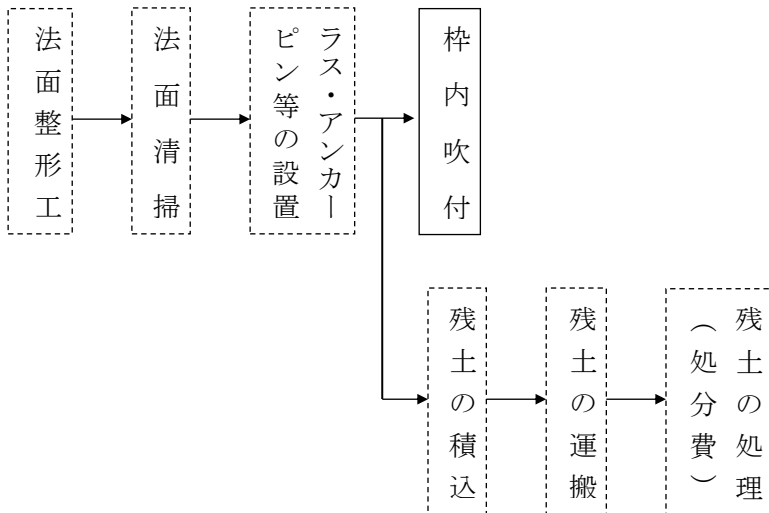 法面整形工
法面清掃
ラス・アンカー
ピン等の設置
枠内吹付
残土の積込
残土の運搬
残土の処理
（処分費）